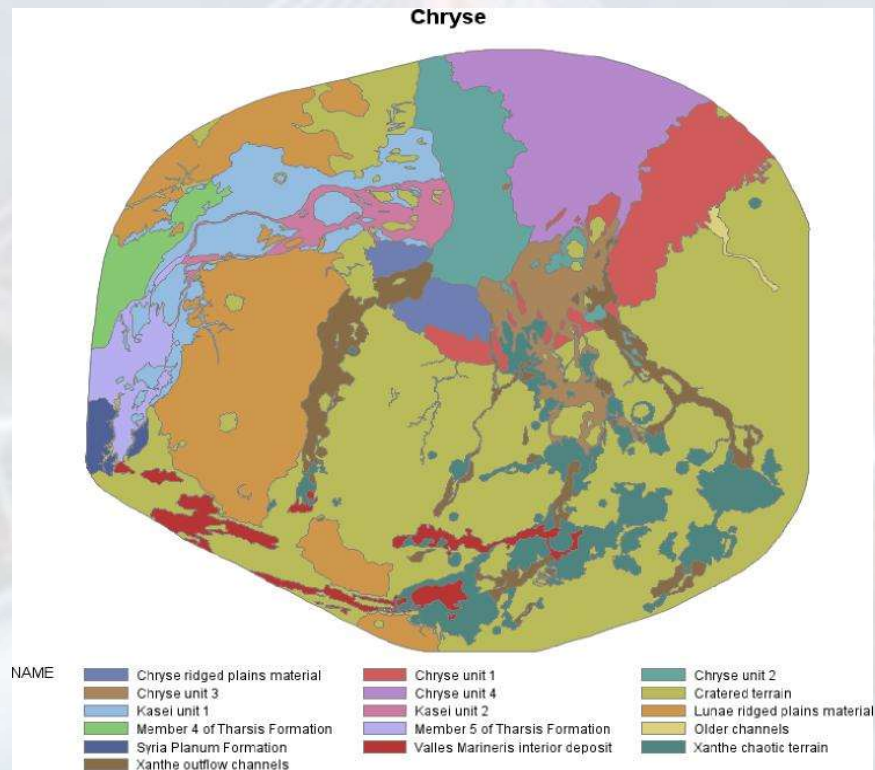 Chryse
NAME
Chryse ridged plains material Chryse unit 1 Chryse unit 2
Chryse unit 3 Chryse unit 4 Cratered terrain
Kasei unit 1 Kasei unit 2 Lunae ridged plains material
Member 4 of Tharsis Formation Member 5 of Tharsis Formation Older channels
Syria Planum Formation Valles Marineris interior deposit Xanthe chaotic terrain
Xanthe outflow channels